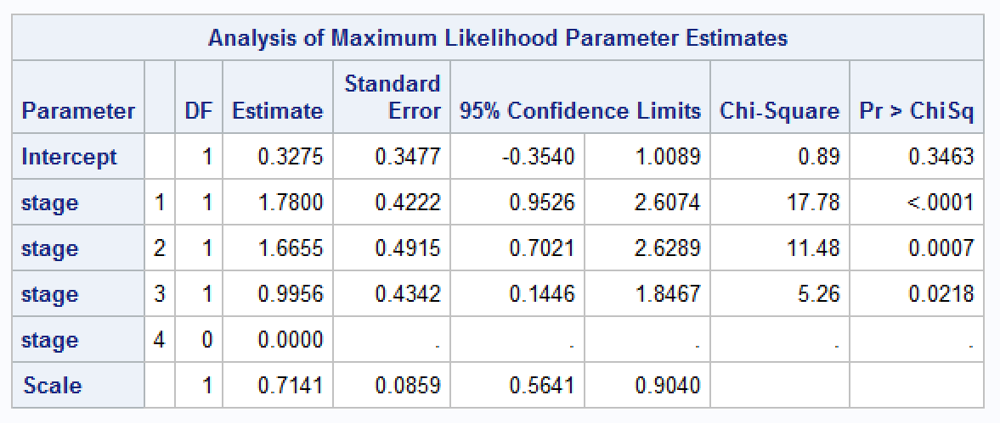 Analysis of Maximum Likelihood Parameter Estimates
Parameter DF Estimate Standard Error 95% Confidence Limits Chi-Square Pr > ChiSq
Intercept 1 0.3275 0.3477 -0.3540 1.0089 0.89 0.3463
stage 1 1 1.7800 0.4222 0.9526 2.6074 17.78 <.0001
stage 2 1 1.6655 0.4915 0.7021 2.6289 11.48 0.0007
stage 3 1 0.9956 0.4342 0.1446 1.8467 5.26 0.0218
stage 4 0 0.0000 . . . . .
Scale 1 0.7141 0.0859 0.5641 0.9040